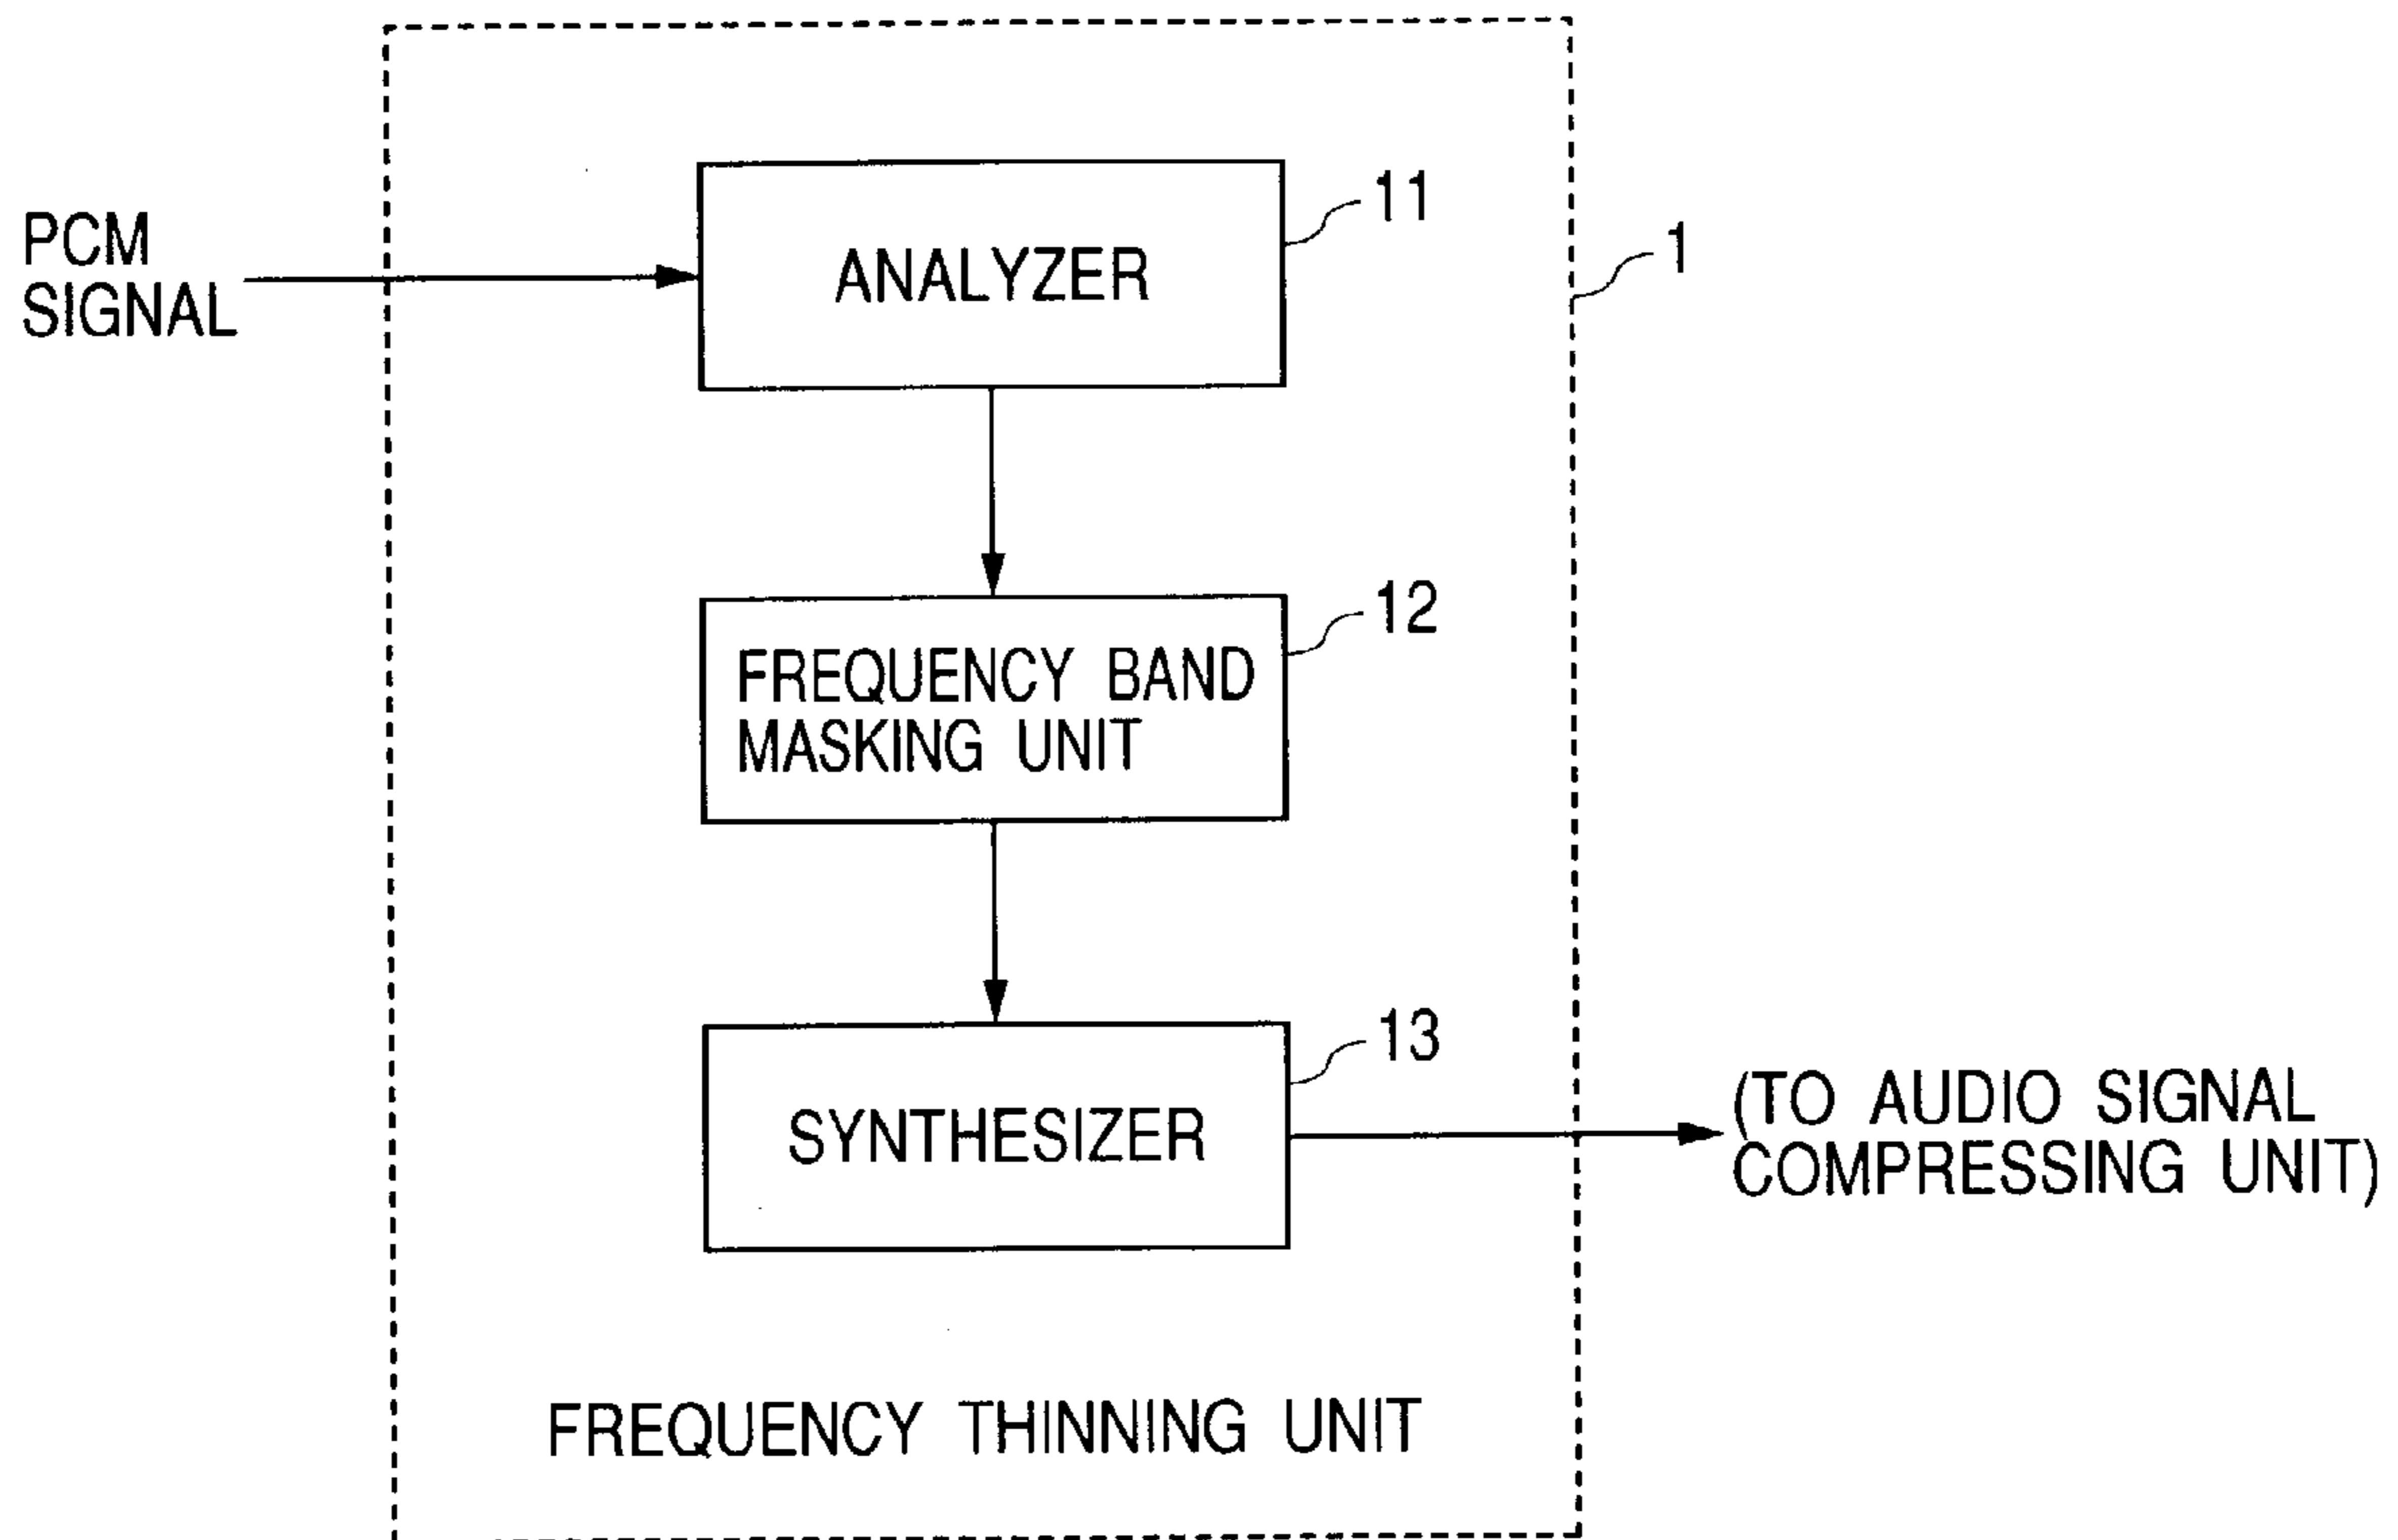 PCM
SIGNAL
ANALYZER
11
1
FREQUENCY BAND
MASKING UNIT
12
SYNTHESIZER
13
(TO AUDIO SIGNAL
COMPRESSING UNIT)
FREQUENCY THINNING UNIT